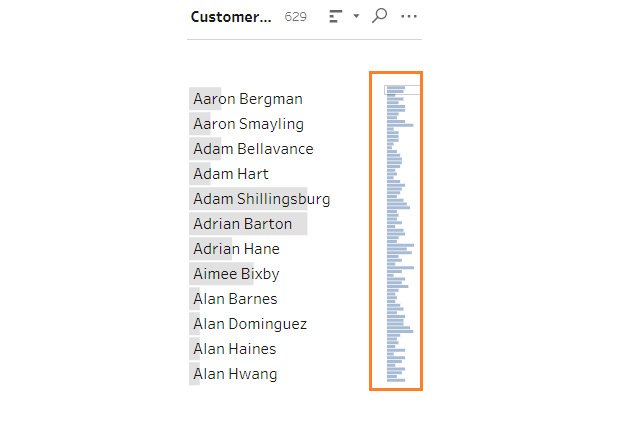 Customer... 629
Aaron Bergman
Aaron Smayling
Adam Bellavance
Adam Hart
Adam Shillingsburg
Adrian Barton
Adrian Hane
Aimee Bixby
Alan Barnes
Alan Dominguez
Alan Haines
Alan Hwang